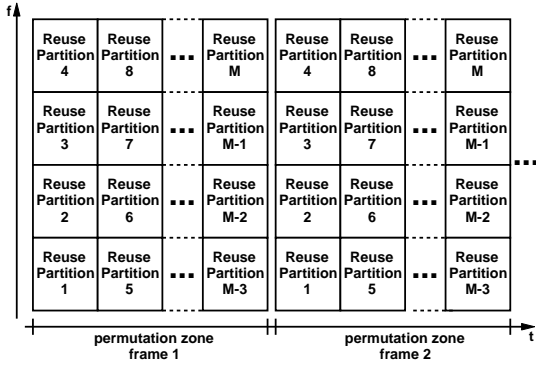 f
Reuse Partition 4
Reuse Partition 8
...
Reuse Partition M
Reuse Partition 4
Reuse Partition 8
...
Reuse Partition M
Reuse Partition 3
Reuse Partition 7
...
Reuse Partition M-1
Reuse Partition 3
Reuse Partition 7
...
Reuse Partition M-1
...
Reuse Partition 2
Reuse Partition 6
...
Reuse Partition M-2
Reuse Partition 2
Reuse Partition 6
...
Reuse Partition M-2
Reuse Partition 1
Reuse Partition 5
...
Reuse Partition M-3
Reuse Partition 1
Reuse Partition 5
...
Reuse Partition M-3
t
permutation zone
frame 1
permutation zone
frame 2